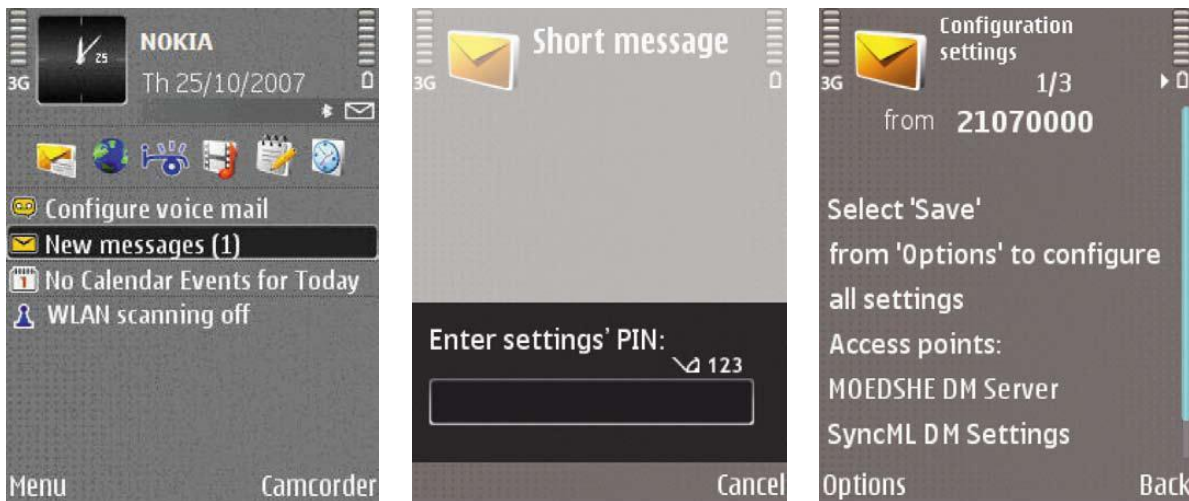 3G
25
NOKIA
Th 25/10/2007
Configure voice mail
New messages (1)
No Calendar Events for Today
WLAN scanning off
Menu
Camcorder
3G
Short message
Enter settings' PIN:
123
Cancel
3G
Configuration
settings
1/3
from 21070000
Select 'Save'
from 'Options' to configure
all settings
Access points:
MOEDSHE DM Server
SyncML DM Settings
Options
Back